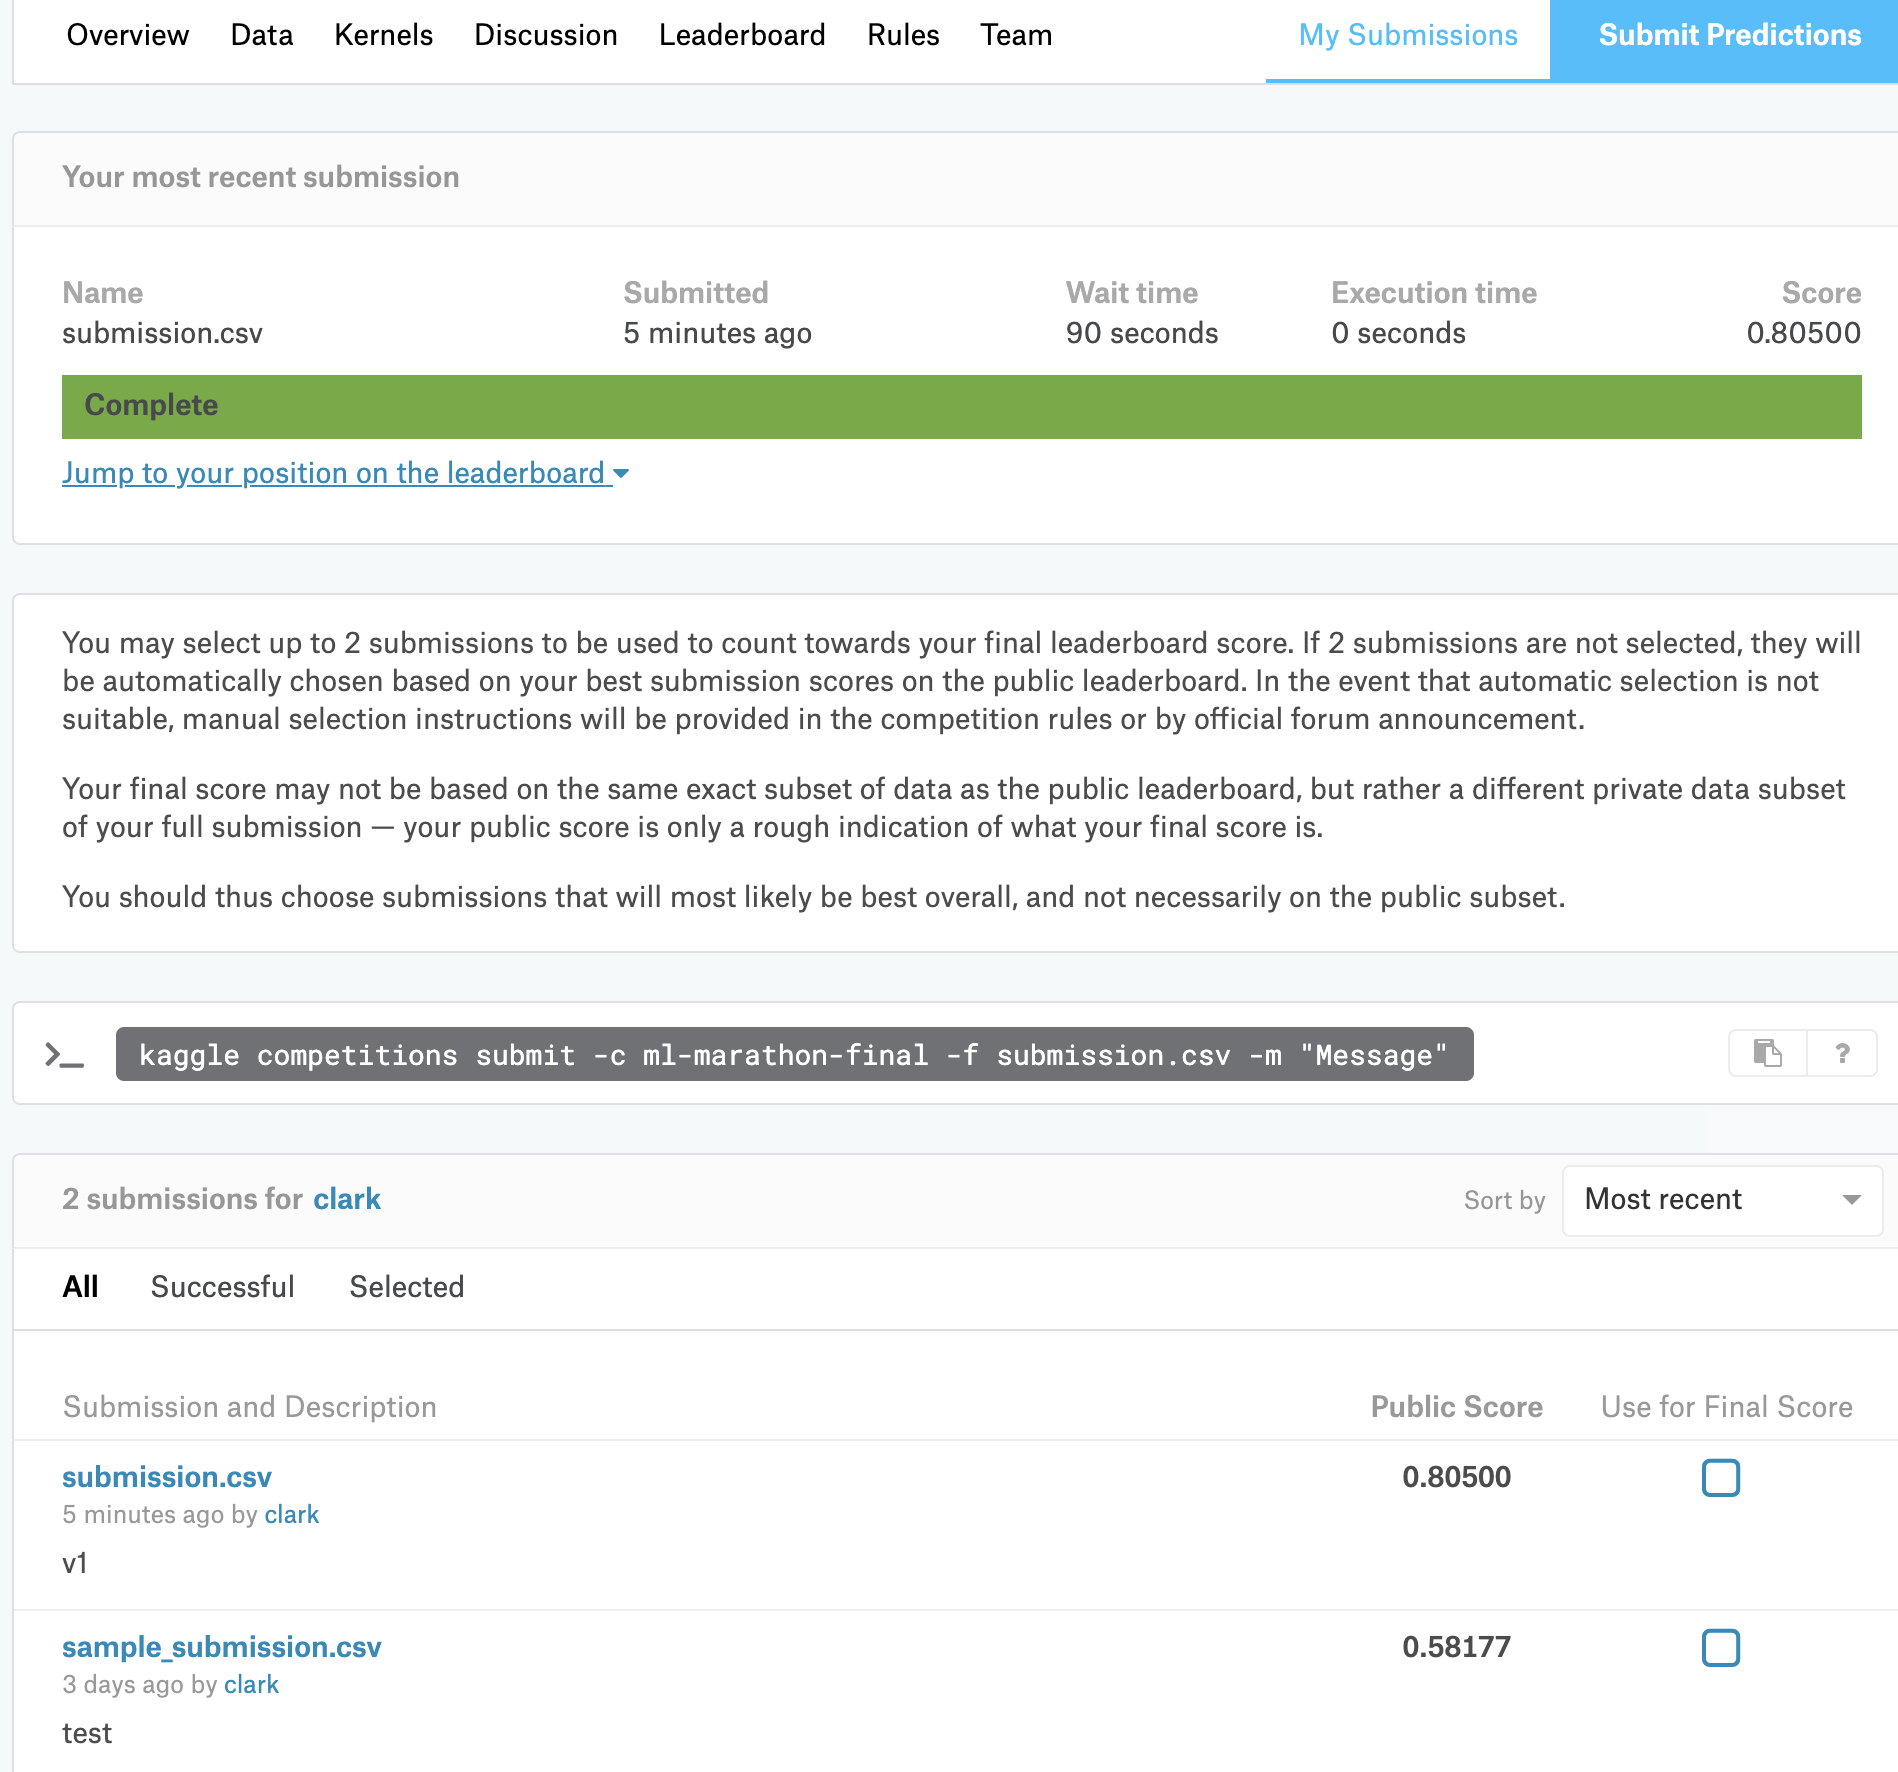 Overview Data Kernels Discussion Leaderboard Rules Team My Submissions Submit Predictions
Your most recent submission
Name Submitted Wait time Execution time Score
submission.csv 5 minutes ago 90 seconds 0 seconds 0.80500
Complete
Jump to your position on the leaderboard
You may select up to 2 submissions to be used to count towards your final leaderboard score. If 2 submissions are not selected, they will
be automatically chosen based on your best submission scores on the public leaderboard. In the event that automatic selection is not
suitable, manual selection instructions will be provided in the competition rules or by official forum announcement.
Your final score may not be based on the same exact subset of data as the public leaderboard, but rather a different private data subset
of your full submission — your public score is only a rough indication of what your final score is.
You should thus choose submissions that will most likely be best overall, and not necessarily on the public subset.
>_ kaggle competitions submit -c ml-marathon-final -f submission.csv -m "Message" ?
2 submissions for clark Sort by Most recent
All Successful Selected
Submission and Description Public Score Use for Final Score
submission.csv 0.80500
5 minutes ago by clark
v1
sample_submission.csv 0.58177
3 days ago by clark
test